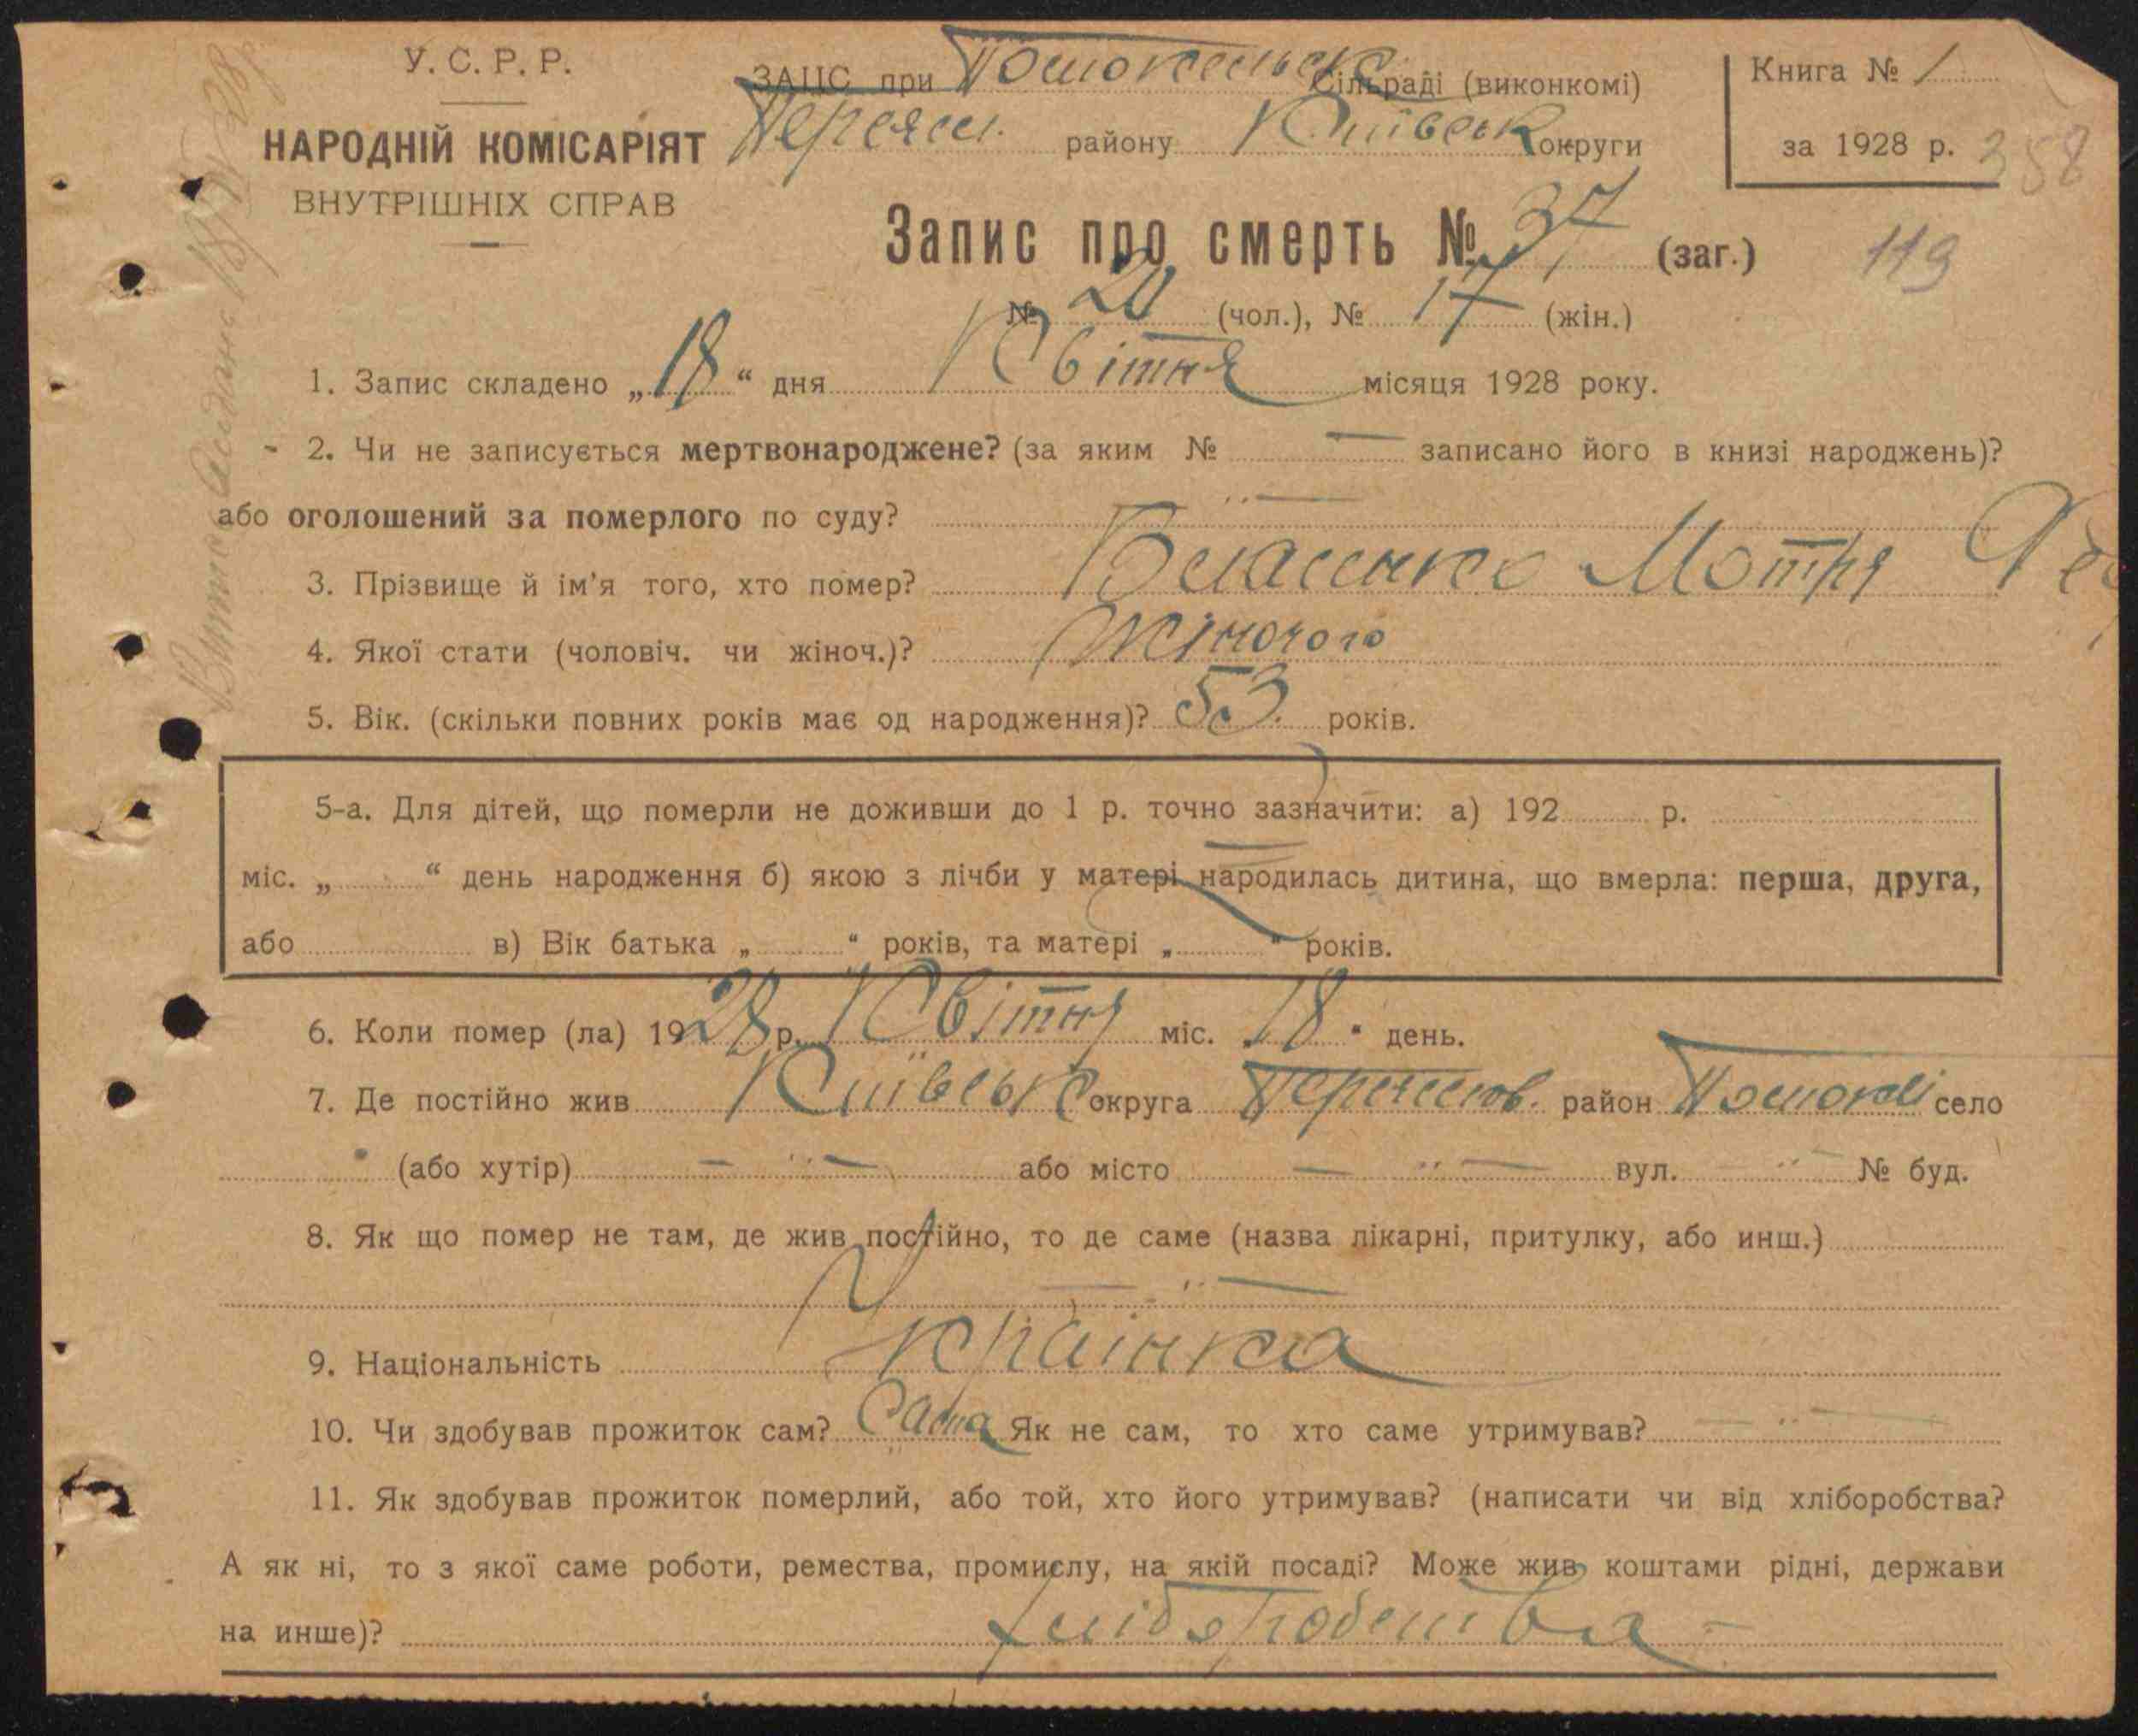 У. С. Р. Р.
НАРОДНІЙ КОМІСАРІЯТ
ВНУТРІШНІХ СПРАВ
ЗАЦС при Сільраді (виконкомі)
Переясл. району Київськ округи
Книга № 1
за 1928 р. 358
Запис про смерть № 37 (заг.) 119
№ 20 (чол.), № 17 (жін.)
1. Запис складено „18“ дня Квітня місяця 1928 року.
2. Чи не записується мертвонароджене? (за яким № — записано його в книзі народжень)?
або оголошений за померлого по суду?
3. Прізвище й ім'я того, хто помер? Власенко Мотря
4. Якої стати (чоловіч. чи жіноч.)? Жіночого
5. Вік. (скільки повних років має од народження)? 53 років.
5-а. Для дітей, що померли не доживши до 1 р. точно зазначити: а) 192 р.
міс. „ “ день народження б) якою з лічби у матері народилась дитина, що вмерла: перша, друга,
або в) Вік батька „ “ років, та матері „ “ років.
6. Коли помер (ла) 1928 р. Квітня міс. 18 " день.
7. Де постійно жив Київськ округа район село
(або хутір) — " — або місто — " — вул. " — № буд.
8. Як що помер не там, де жив постійно, то де саме (назва лікарні, притулку, або инш.)
— " —
9. Національність Українка
10. Чи здобував прожиток сам? Сама Як не сам, то хто саме утримував? — " —
11. Як здобував прожиток померлий, або той, хто його утримував? (написати чи від хліборобства?
А як ні, то з якої саме роботи, ремества, промислу, на якій посаді? Може жив коштами рідні, держави
на инше)? Хліборобства —